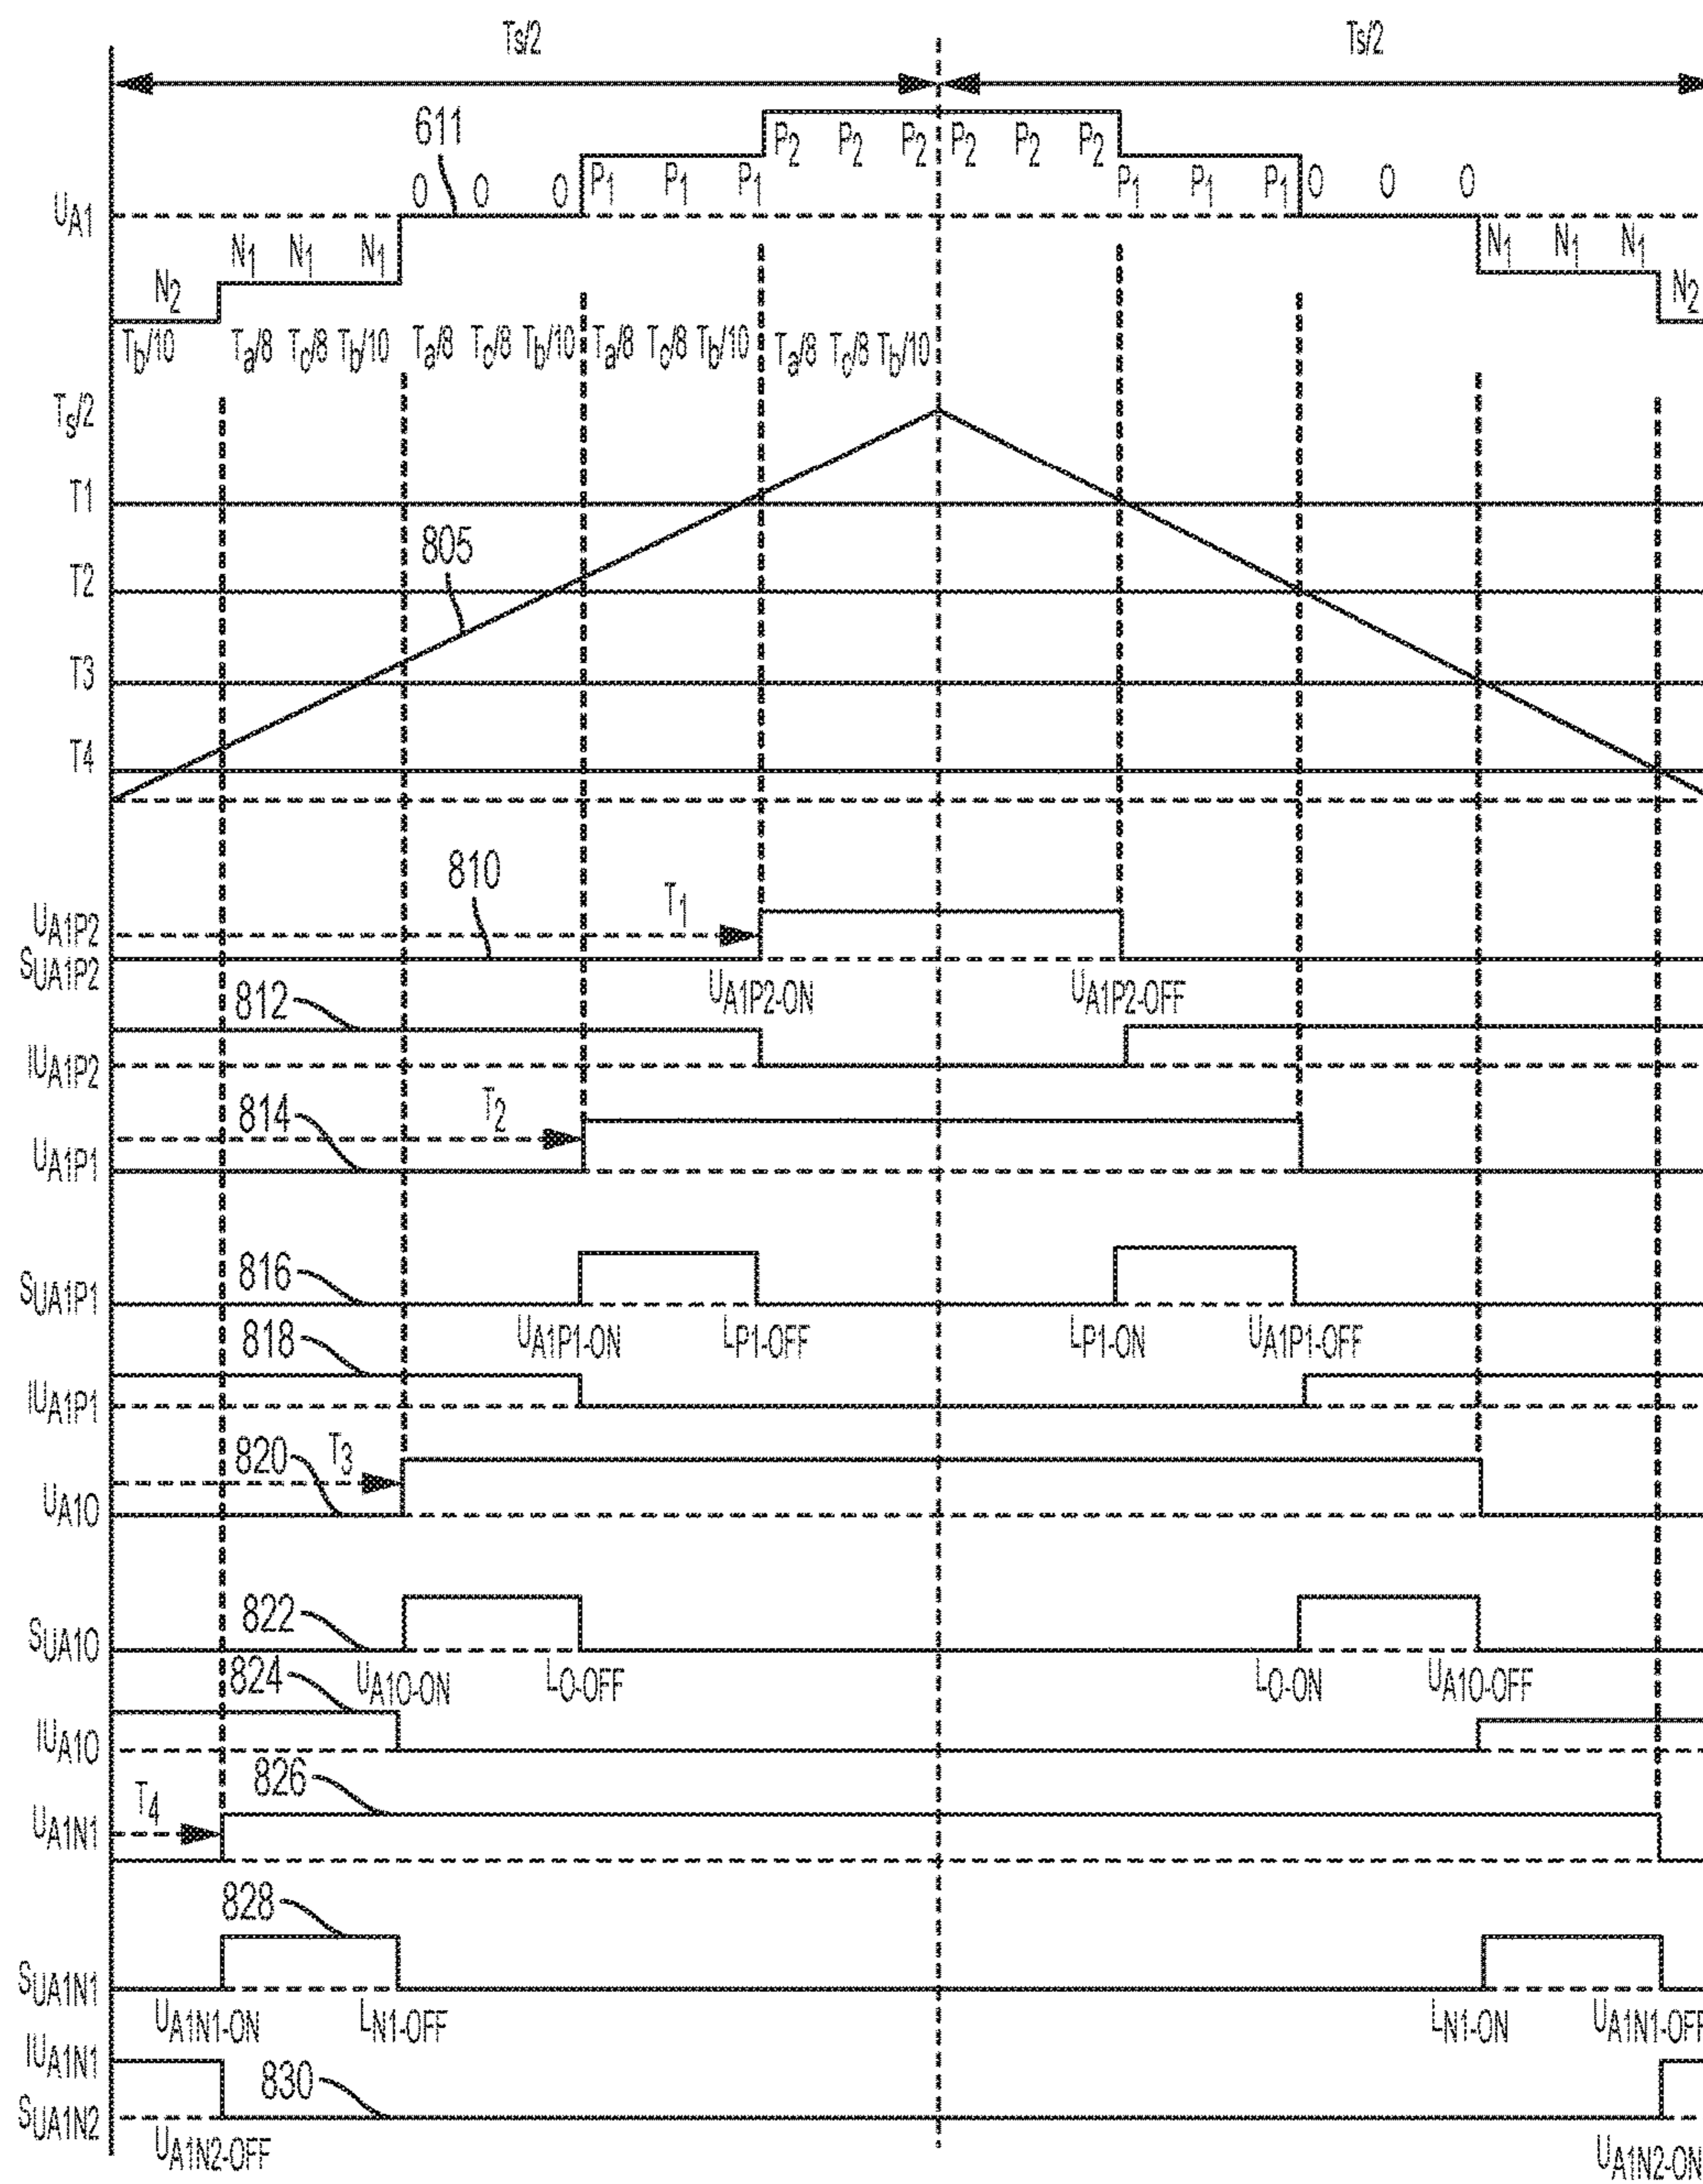 Ts/2 Ts/2
611
P2 P2 P2 P2 P2 P2
O O O P1 P1 P1 P1 P1 P1 O O O
UA1
N1 N1 N1 N1 N1 N1
N2 N2
Tb/10 Ta/8 Tc/8 Tb/10 Ta/8 Tc/8 Tb/10 Ta/8 Tc/8 Tb/10 Ta/8 Tc/8 Tb/10
Ts/2
T1
805
T2
T3
T4
810
T1
UA1P2
SUA1P2
UA1P2-ON UA1P2-OFF
812
IUA1P2
814 T2
UA1P1
816
SUA1P1
UA1P1-ON LP1-OFF LP1-ON UA1P1-OFF
818
IUA1P1
820 T3
UA1O
822
SUA1O
UA1O-ON LO-OFF LO-ON UA1O-OFF
824
IUA1O
826
T4
UA1N1
828
SUA1N1
UA1N1-ON LN1-OFF LN1-ON UA1N1-OFF
IUA1N1
830
SUA1N2
UA1N2-OFF UA1N2-ON